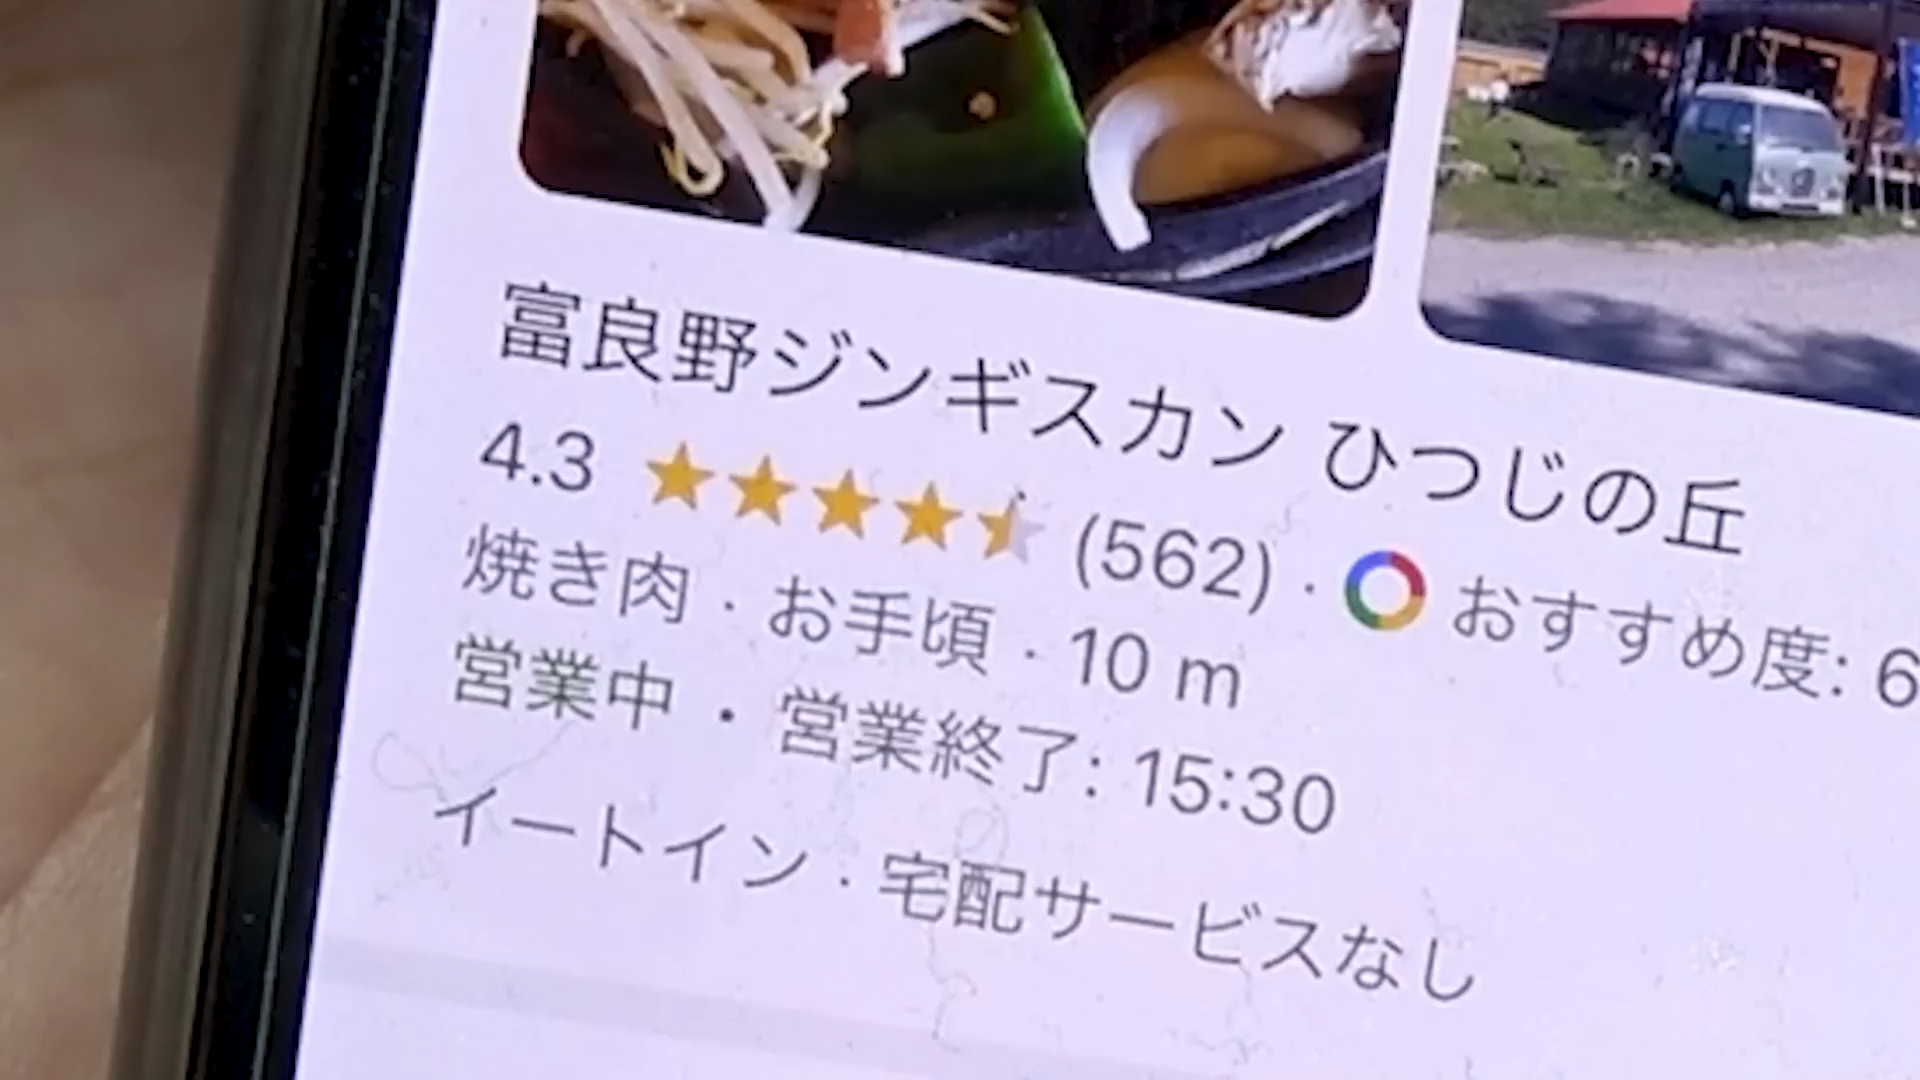 富良野ジンギスカン ひつじの丘
4.3 ★★★★ (562) · おすすめ度: 6
焼き肉 · お手頃 · 10 m
営業中 · 営業終了: 15:30
イートイン · 宅配サービスなし